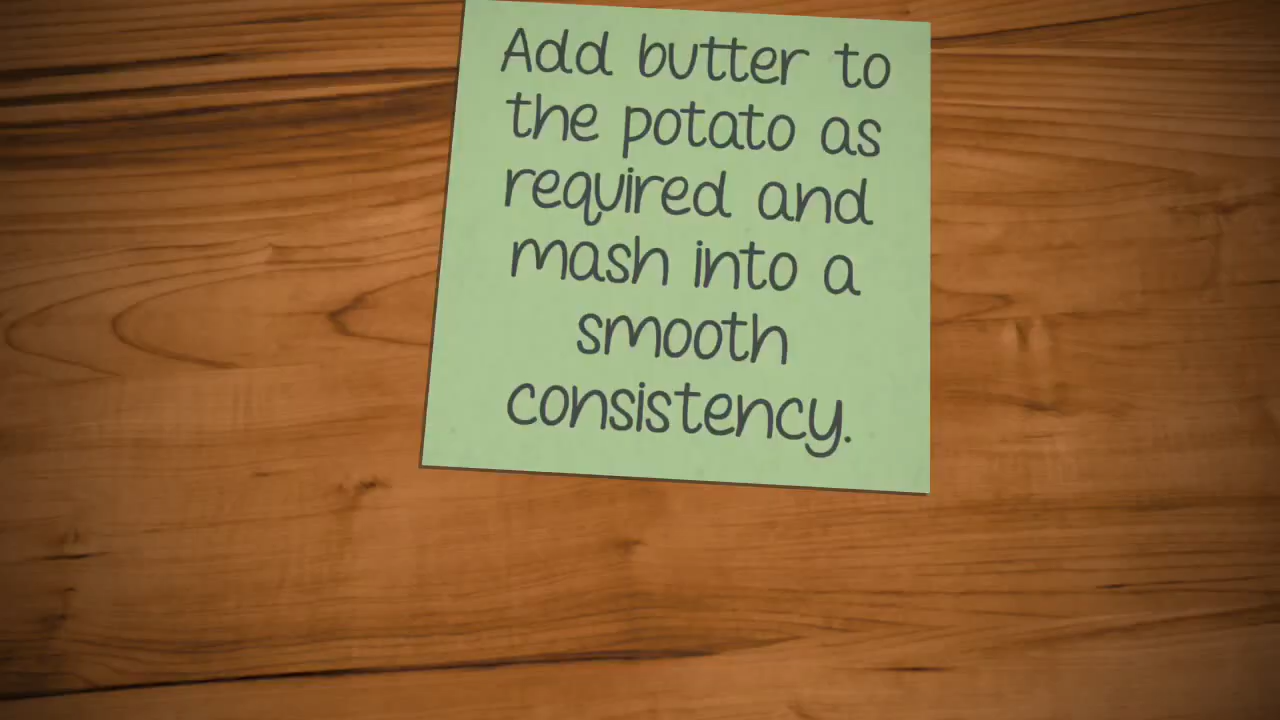 Add butter to
the potato as
required and
mash into a
smooth
consistency.